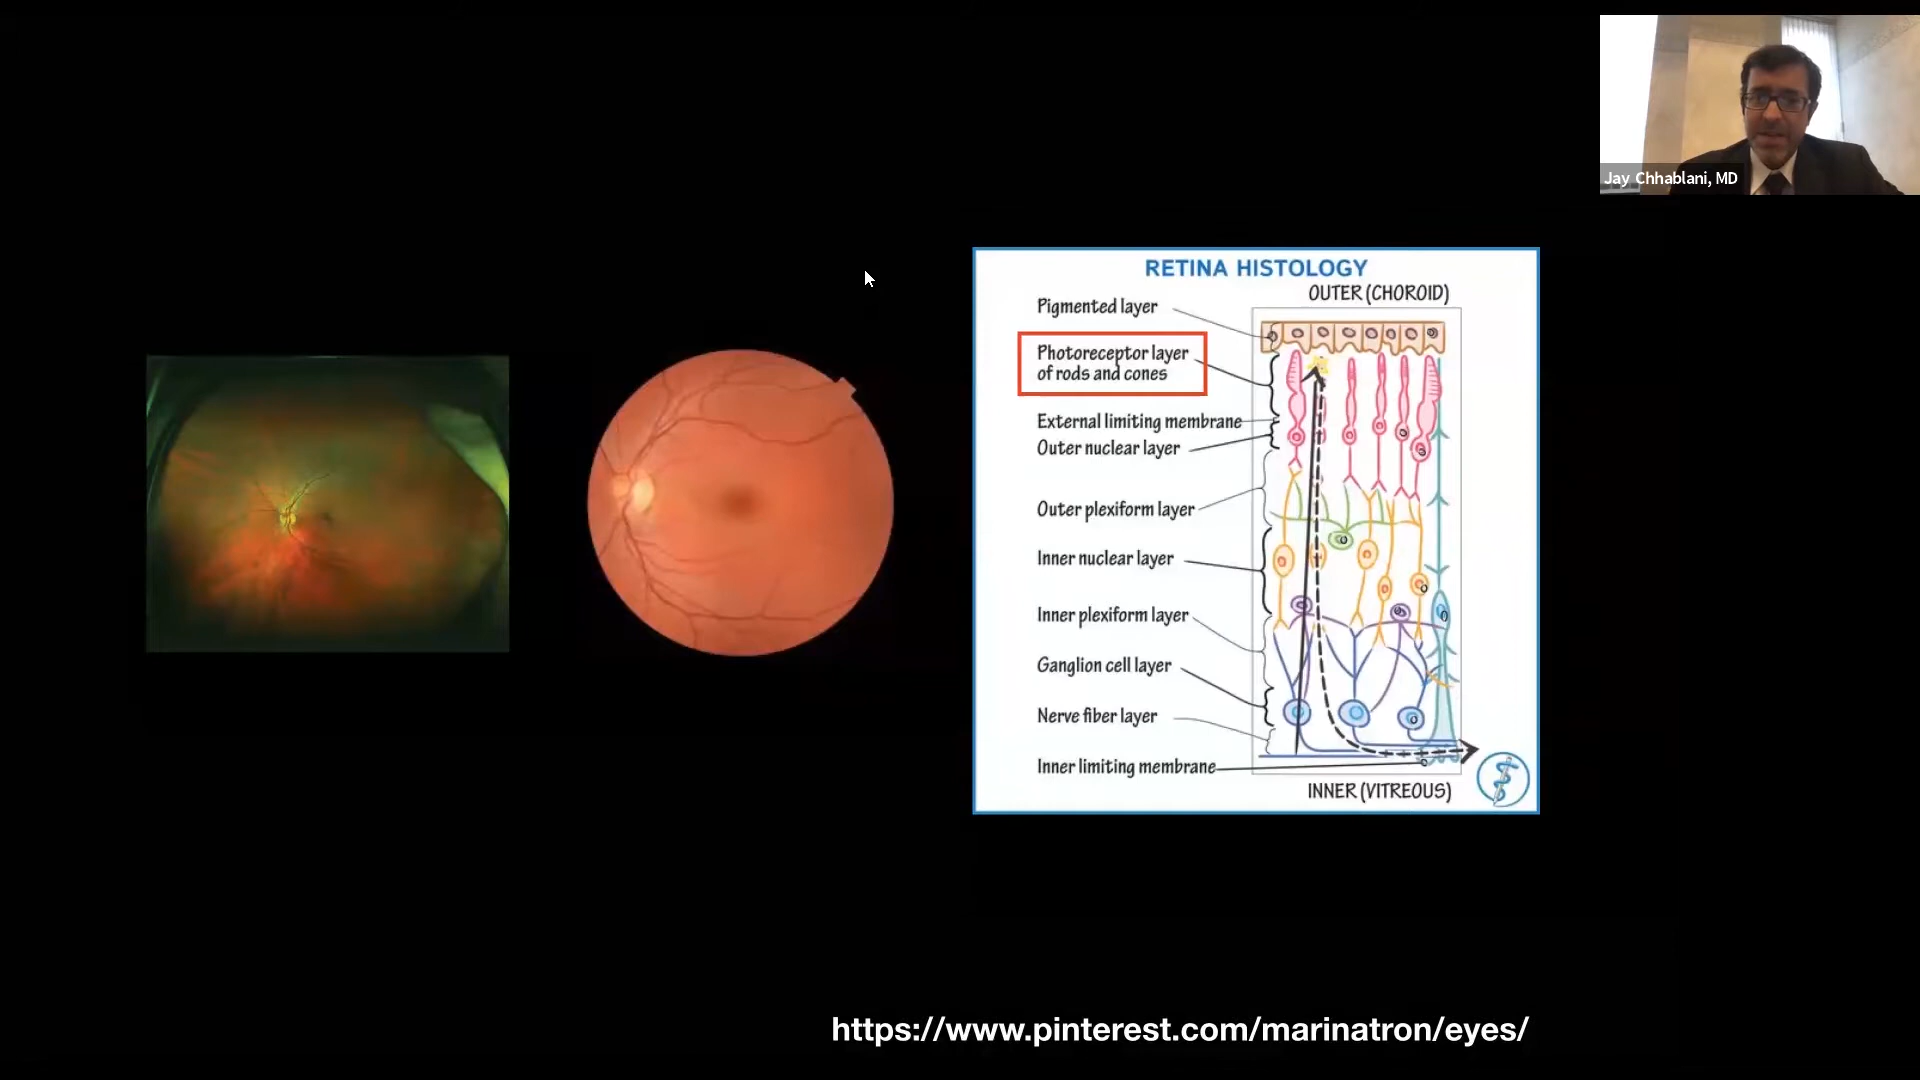 Jay Chhablani, MD
RETINA HISTOLOGY
OUTER (CHOROID)
Pigmented layer
Photoreceptor layer
of rods and cones
External limiting membrane
Outer nuclear layer
Outer plexiform layer
Inner nuclear layer
Inner plexiform layer
Ganglion cell layer
Nerve fiber layer
Inner limiting membrane
INNER (VITREOUS)
https://www.pinterest.com/marinatron/eyes/